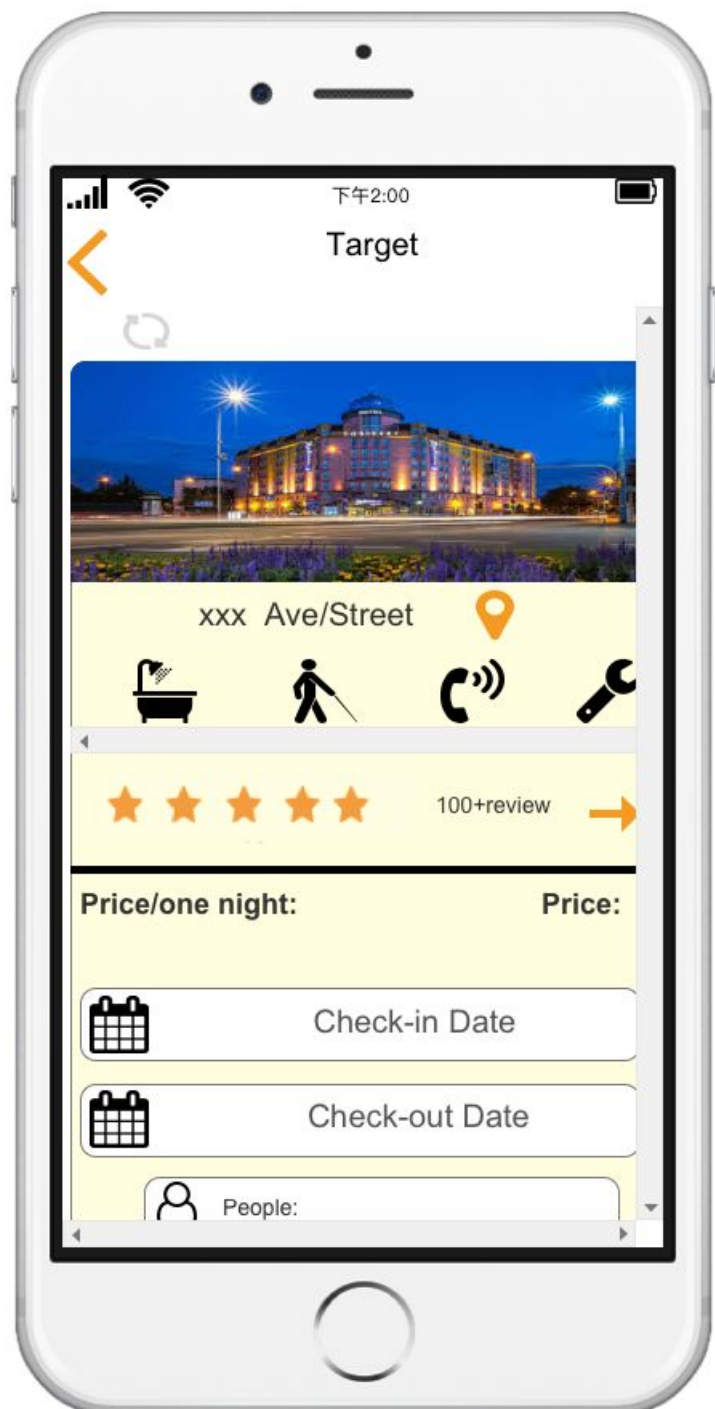 下午2:00
Target
xxx Ave/Street
100+review
Price/one night: Price:
Check-in Date
Check-out Date
People: